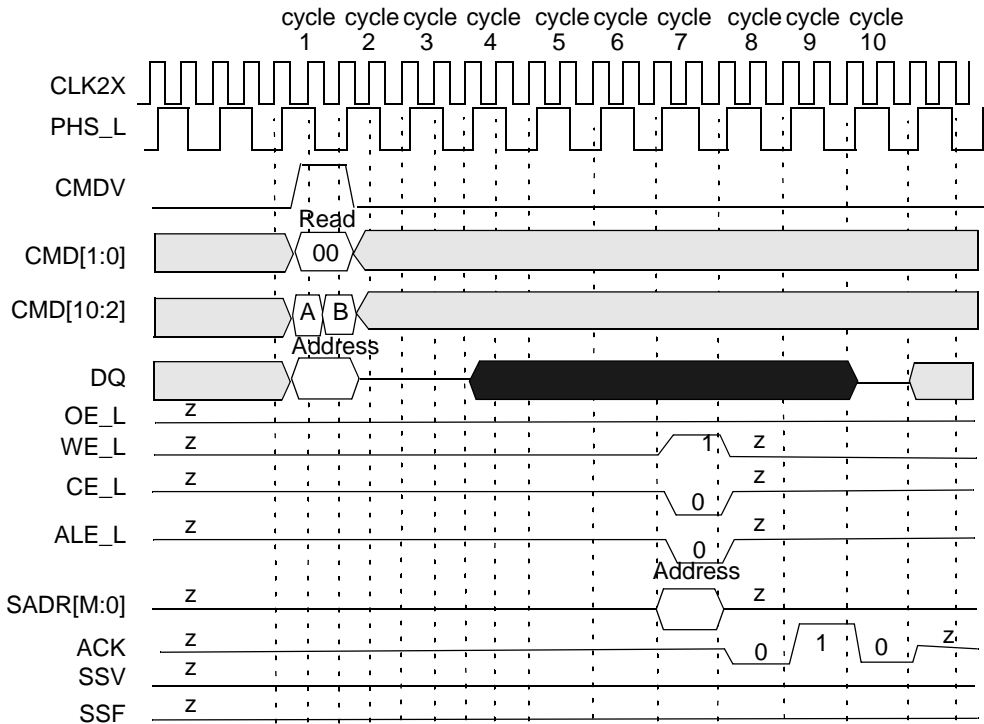 cycle cycle cycle cycle cycle cycle cycle cycle cycle cycle
1 2 3 4 5 6 7 8 9 10
CLK2X
PHS_L
CMDV
Read
CMD[1:0] 00
CMD[10:2] A B
Address
DQ
OE_L z
WE_L z 1 z
CE_L z 0 z
ALE_L z 0 z
Address
SADR[M:0] z z
ACK z 0 1 0 z
SSV z
SSF z